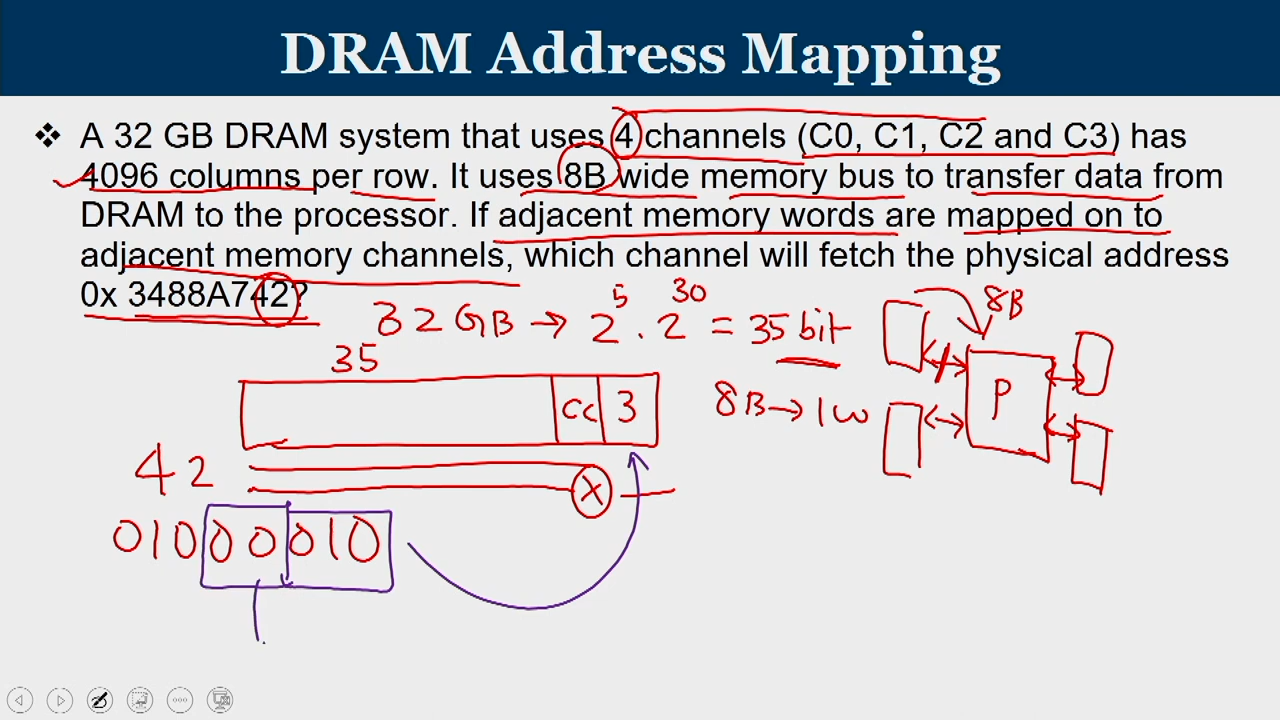 DRAM Address Mapping
❖ A 32 GB DRAM system that uses 4 channels (C0, C1, C2 and C3) has
4096 columns per row. It uses 8B wide memory bus to transfer data from
DRAM to the processor. If adjacent memory words are mapped on to
adjacent memory channels, which channel will fetch the physical address
0x 3488A742?
32 GB → 2^5 . 2^30 = 35 bit
8B
35
CC 3
8B → 1W
P
42
X
01000010